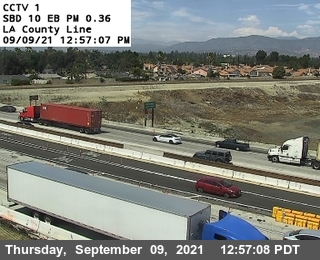 CCTV 1
SBD 10 EB PM 0.36
LA County Line
09/09/21 12:57:07 PM
Thursday, September 09, 2021 12:57:08 PDT